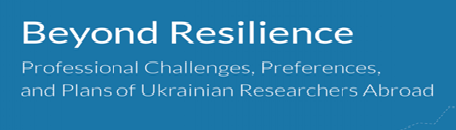 Beyond Resilience
Professional Challenges, Preferences,
and Plans of Ukrainian Researchers Abroad